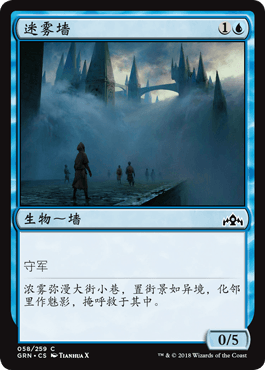 迷雾墙 1
生物～墙
守军
浓雾弥漫大街小巷，置街景如异境，化邻
里作魅影，掩呼救于其中。
0/5
058/259 C
GRN • CS TIANHUA X
™ & © 2018 Wizards of the Coast